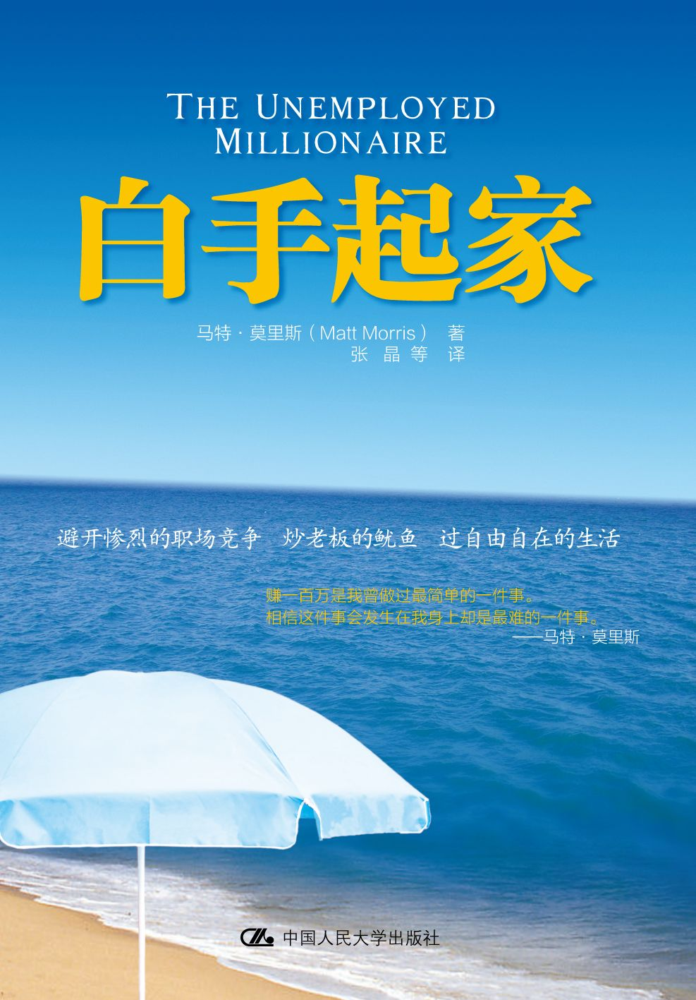 THE UNEMPLOYED
MILLIONAIRE
白手起家
马特·莫里斯（Matt Morris） 著
张 晶 等 译
避开惨烈的职场竞争 炒老板的鱿鱼 过自由自在的生活
赚一百万是我曾做过最简单的一件事。
相信这件事会发生在我身上却是最难的一件事。
——马特·莫里斯
中国人民大学出版社